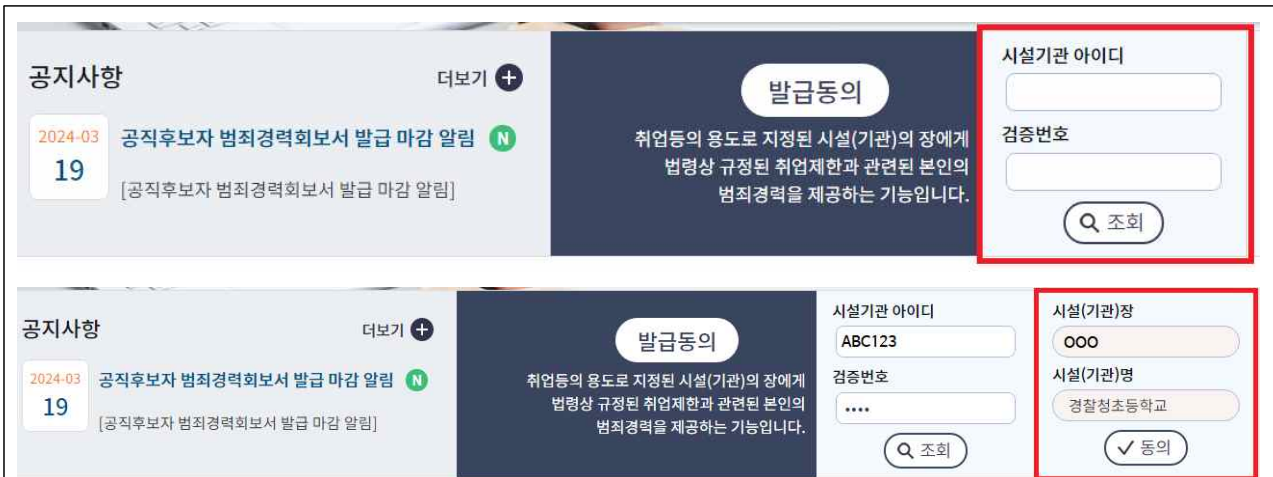 공지사항
더보기
2024-03
19
공직후보자 범죄경력회보서 발급 마감 알림 N
[공직후보자 범죄경력회보서 발급 마감 알림]
발급동의
취업등의 용도로 지정된 시설(기관)의 장에게
법령상 규정된 취업제한과 관련된 본인의
범죄경력을 제공하는 기능입니다.
시설기관 아이디
검증번호
조회
공지사항
더보기
2024-03
19
공직후보자 범죄경력회보서 발급 마감 알림 N
[공직후보자 범죄경력회보서 발급 마감 알림]
발급동의
취업등의 용도로 지정된 시설(기관)의 장에게
법령상 규정된 취업제한과 관련된 본인의
범죄경력을 제공하는 기능입니다.
시설기관 아이디
ABC123
검증번호
••••
조회
시설(기관)장
OOO
시설(기관)명
경찰청초등학교
동의